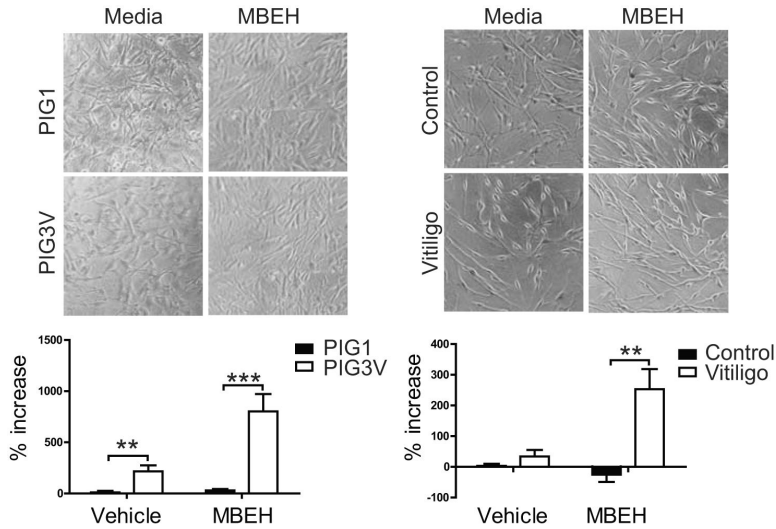 Media MBEH
PIG1
PIG3V
% increase
1500
1000
500
0
PIG1
PIG3V
**
***
Vehicle MBEH
Media MBEH
Control
Vitiligo
% increase
400
300
200
100
0
-100
Control
Vitiligo
**
Vehicle MBEH